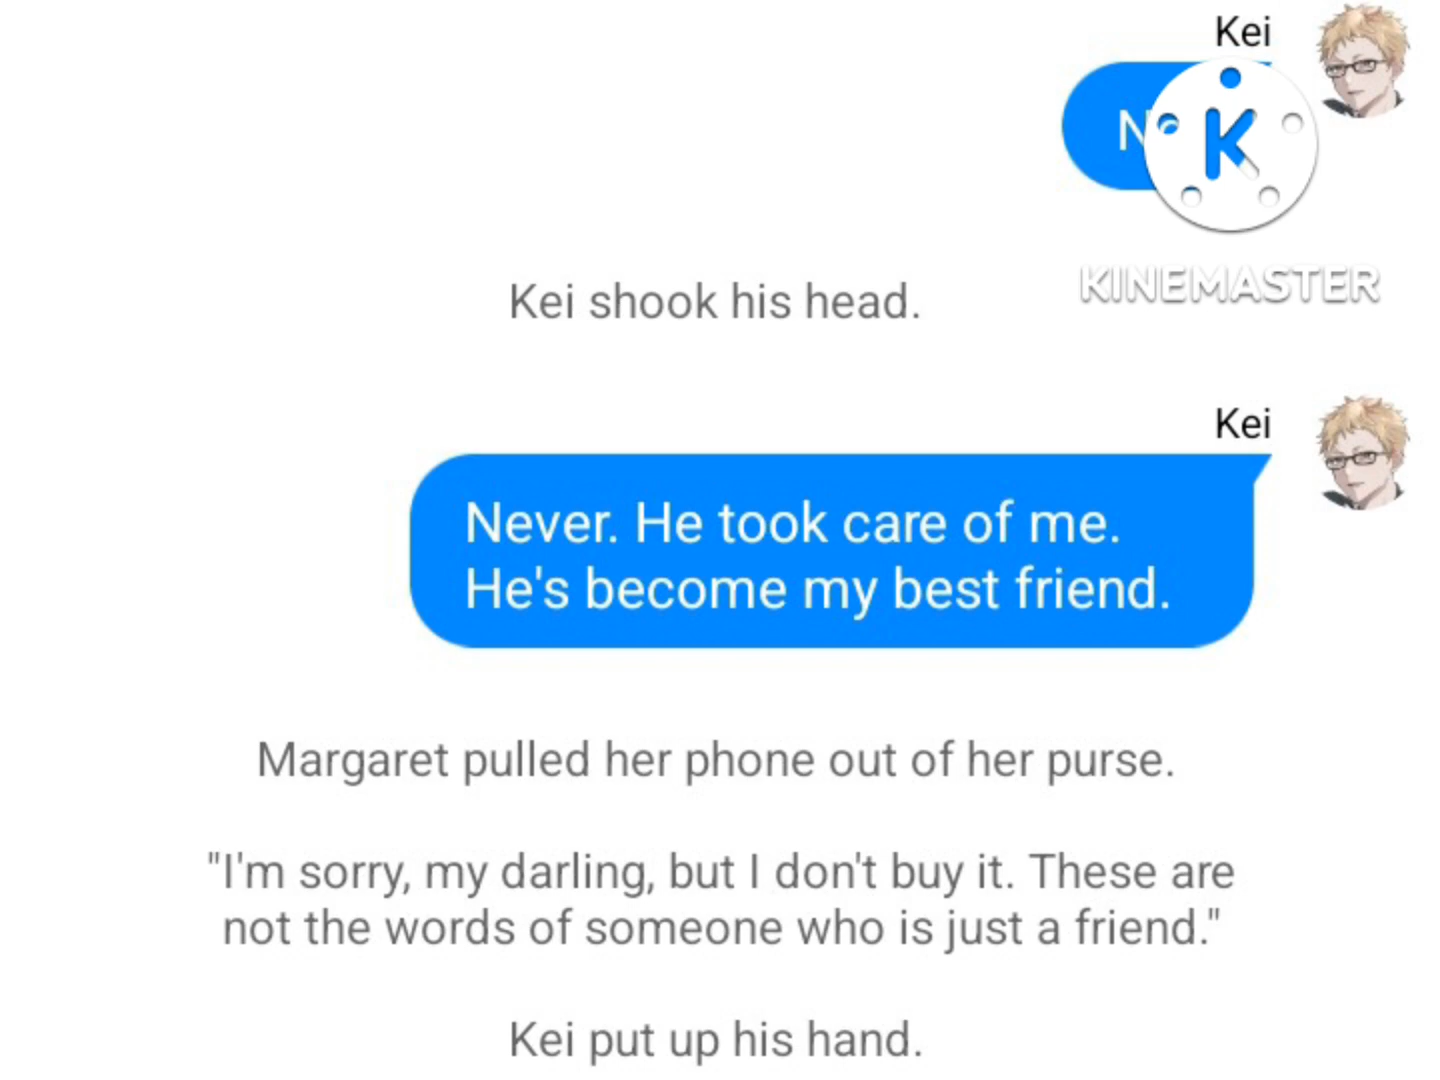 Kei
K
KINEMASTER
Kei shook his head.
Kei
Never. He took care of me.
He's become my best friend.
Margaret pulled her phone out of her purse.
"I'm sorry, my darling, but I don't buy it. These are
not the words of someone who is just a friend."
Kei put up his hand.